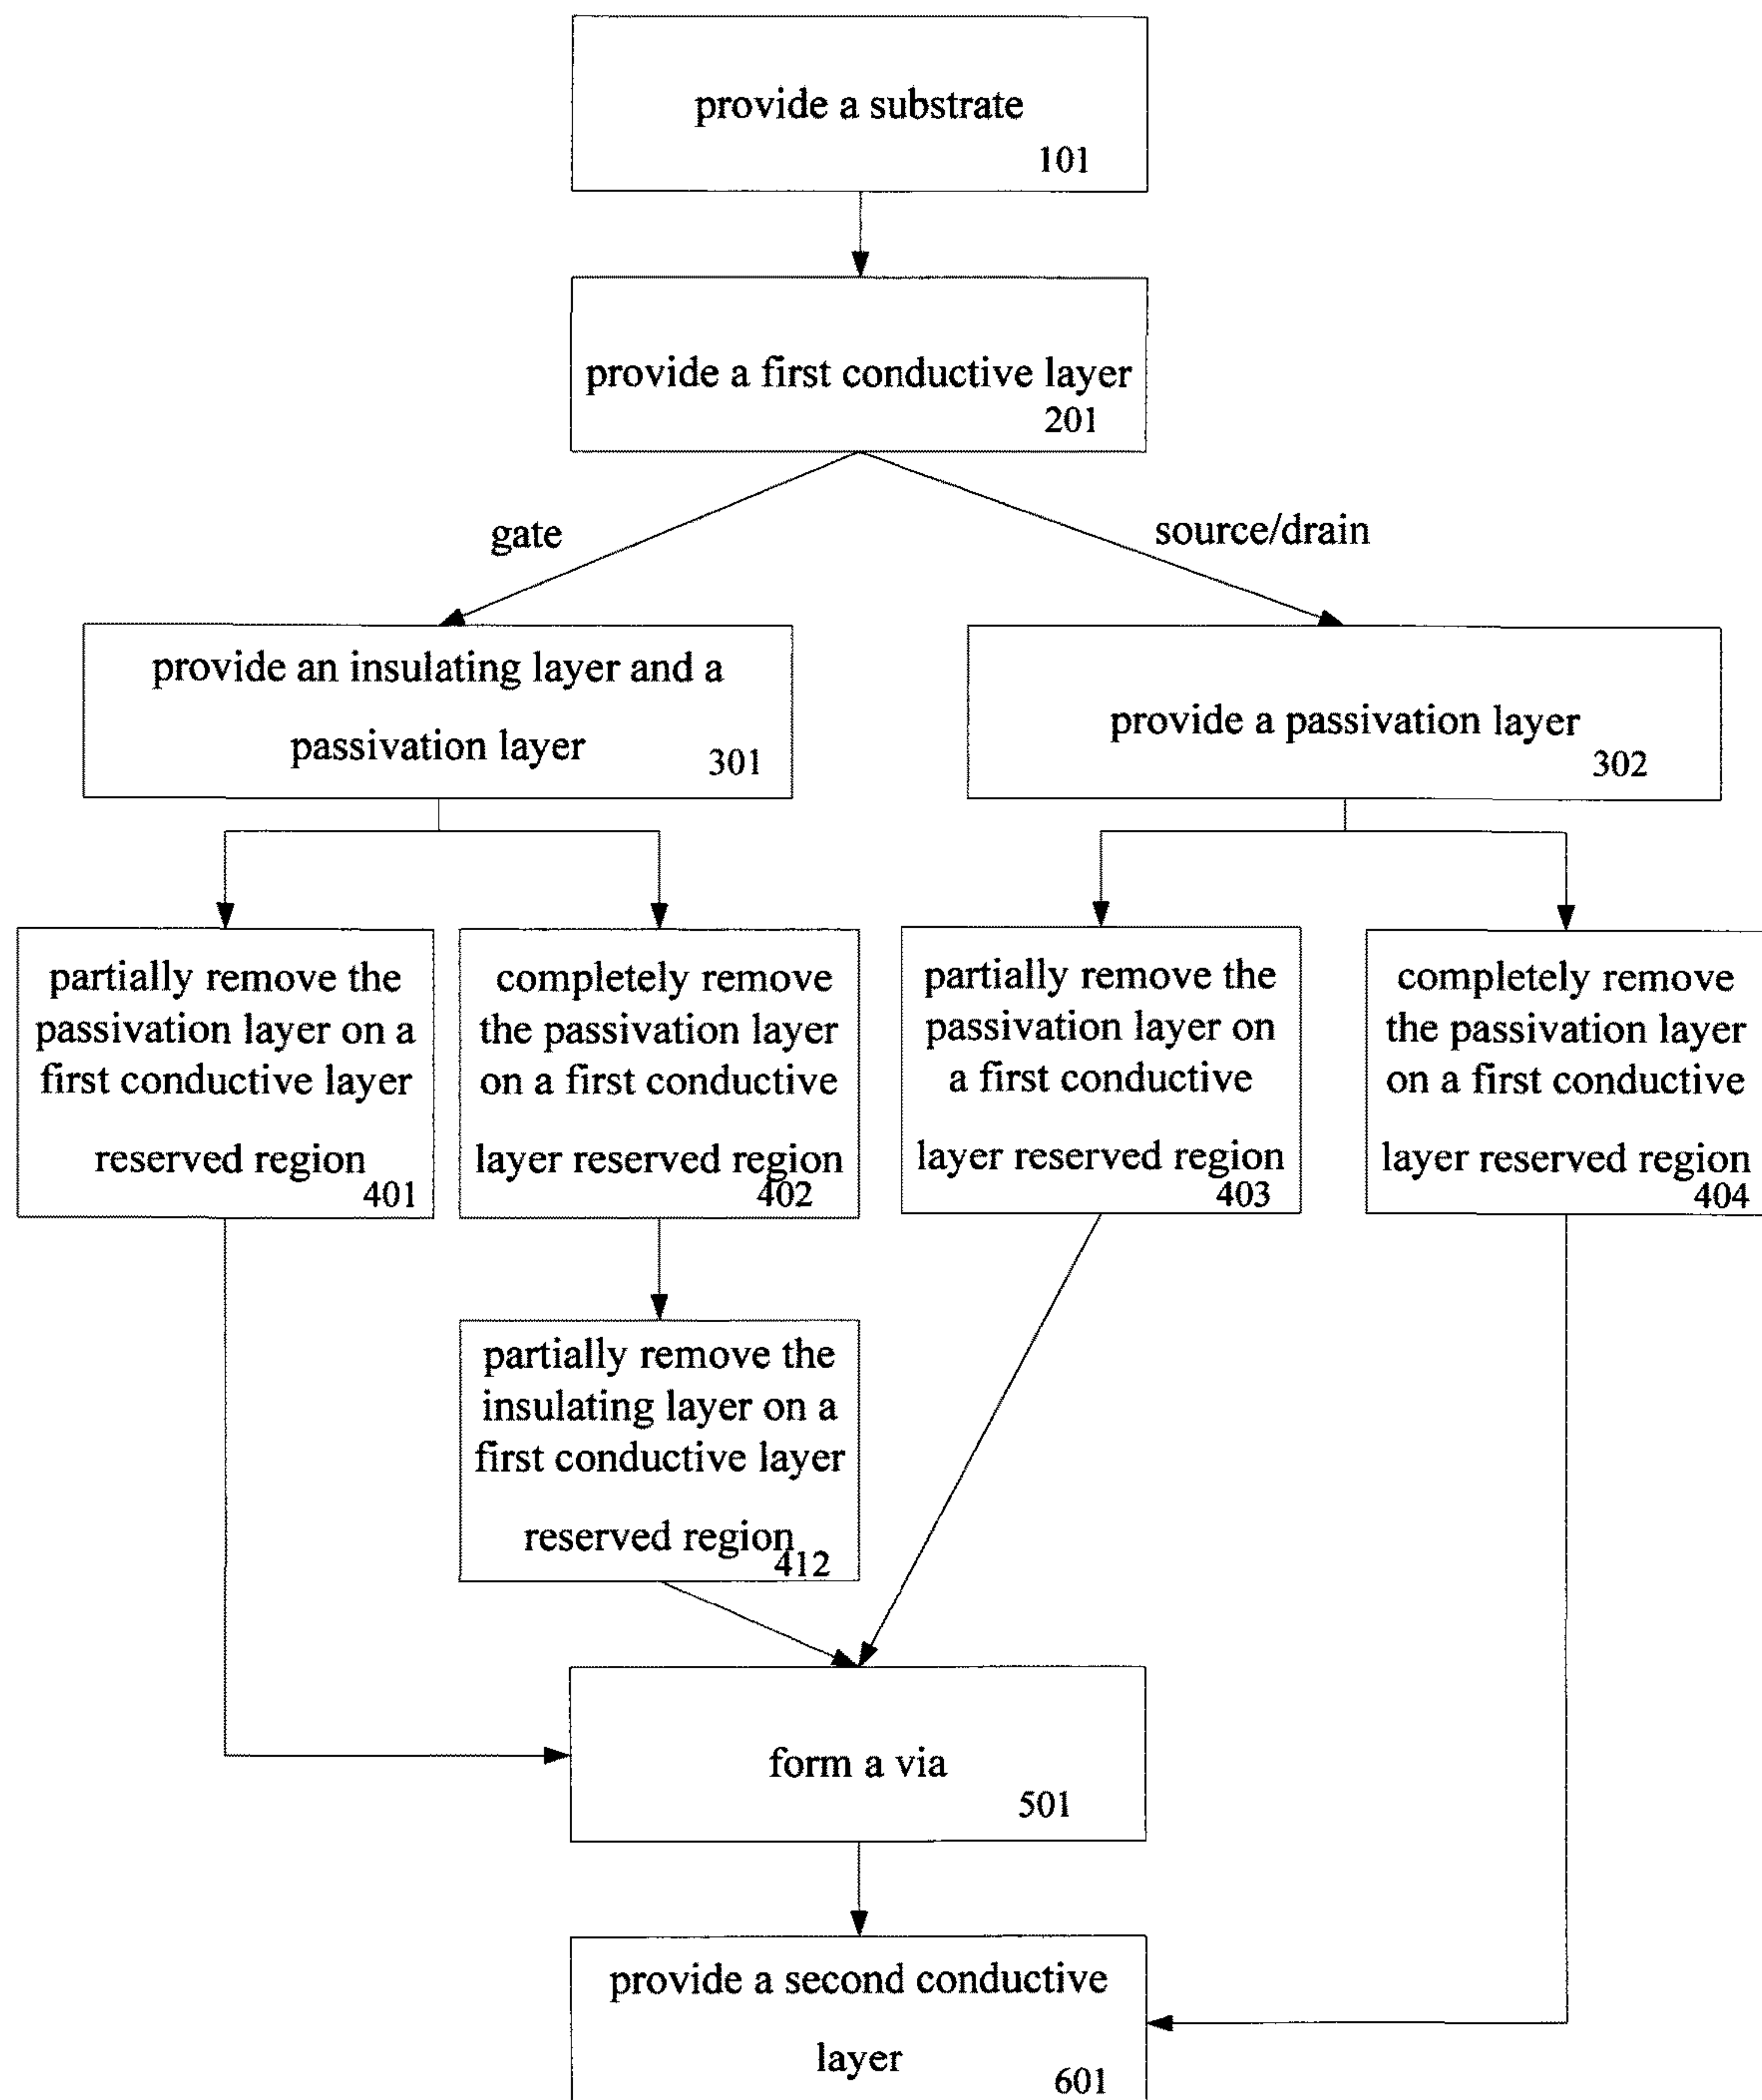 provide a substrate
101
provide a first conductive layer
201
gate
source/drain
provide an insulating layer and a
passivation layer
301
provide a passivation layer
302
partially remove the
passivation layer on a
first conductive layer
reserved region
401
completely remove
the passivation layer
on a first conductive
layer reserved region
402
partially remove the
passivation layer on
a first conductive
layer reserved region
403
completely remove
the passivation layer
on a first conductive
layer reserved region
404
partially remove the
insulating layer on a
first conductive layer
reserved region
412
form a via
501
provide a second conductive
layer
601